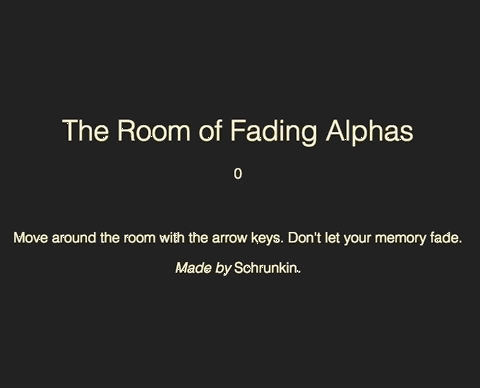 The Room of Fading Alphas
0
Move around the room with the arrow keys. Don't let your memory fade.
Made by Schrunkin.